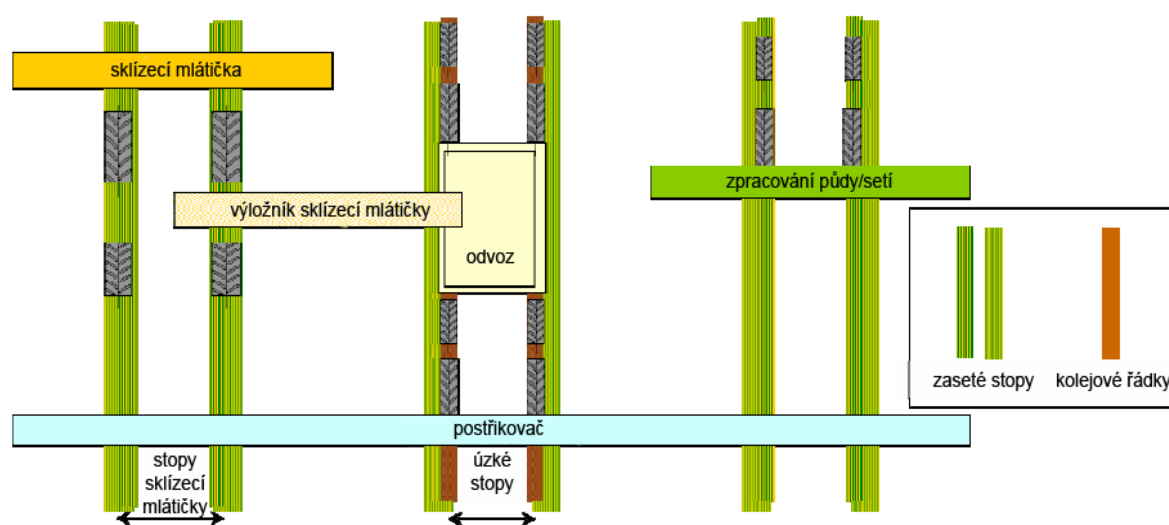 sklízecí mlátička
zpracování půdy/setí
výložník sklízecí mlátičky
odvoz
zaseté stopy
kolejové řádky
postřikovač
stopy
sklízecí
mlátičky
úzké
stopy